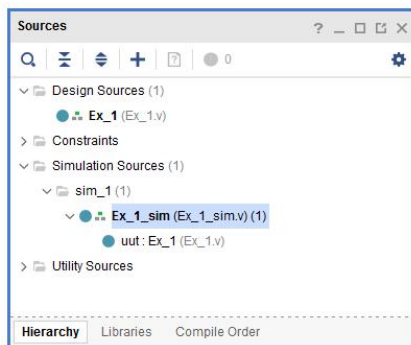 Sources
? _ X
0
Design Sources (1)
Ex_1 (Ex_1.v)
Constraints
Simulation Sources (1)
sim_1 (1)
Ex_1_sim (Ex_1_sim.v) (1)
uut : Ex_1 (Ex_1.v)
Utility Sources
Hierarchy Libraries Compile Order